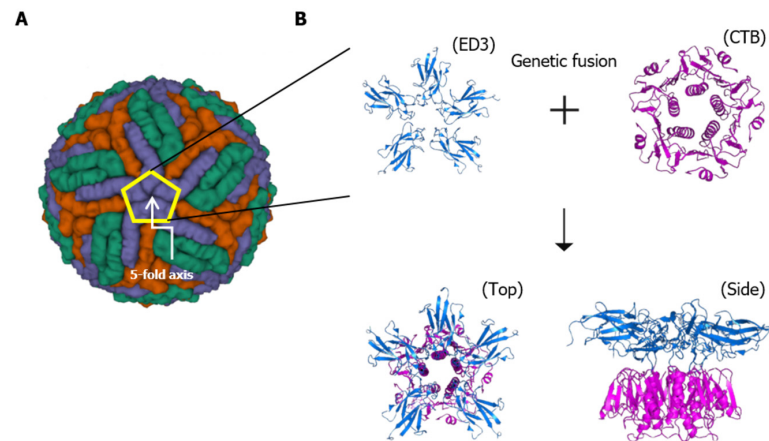 A
B
(ED3)
Genetic fusion
(CTB)
+
5-fold axis
(Top)
(Side)